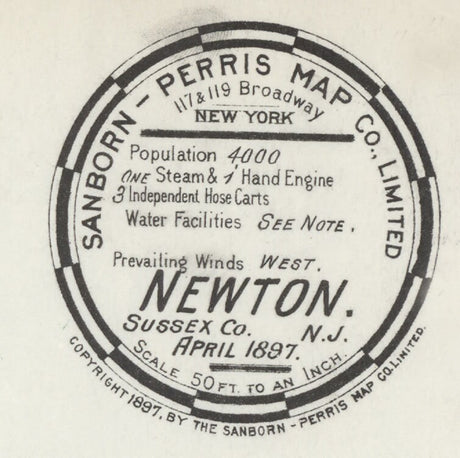 SANBORN - PERRIS MAP CO., LIMITED
117 & 119 Broadway
NEW YORK
Population 4000
ONE Steam & 1 Hand Engine
3 Independent Hose Carts
Water Facilities SEE NOTE.
Prevailing Winds WEST.
NEWTON.
SUSSEX CO. N.J.
APRIL 1897.
SCALE 50 FT. TO AN INCH.
COPYRIGHT 1897, BY THE SANBORN - PERRIS MAP CO. LIMITED.